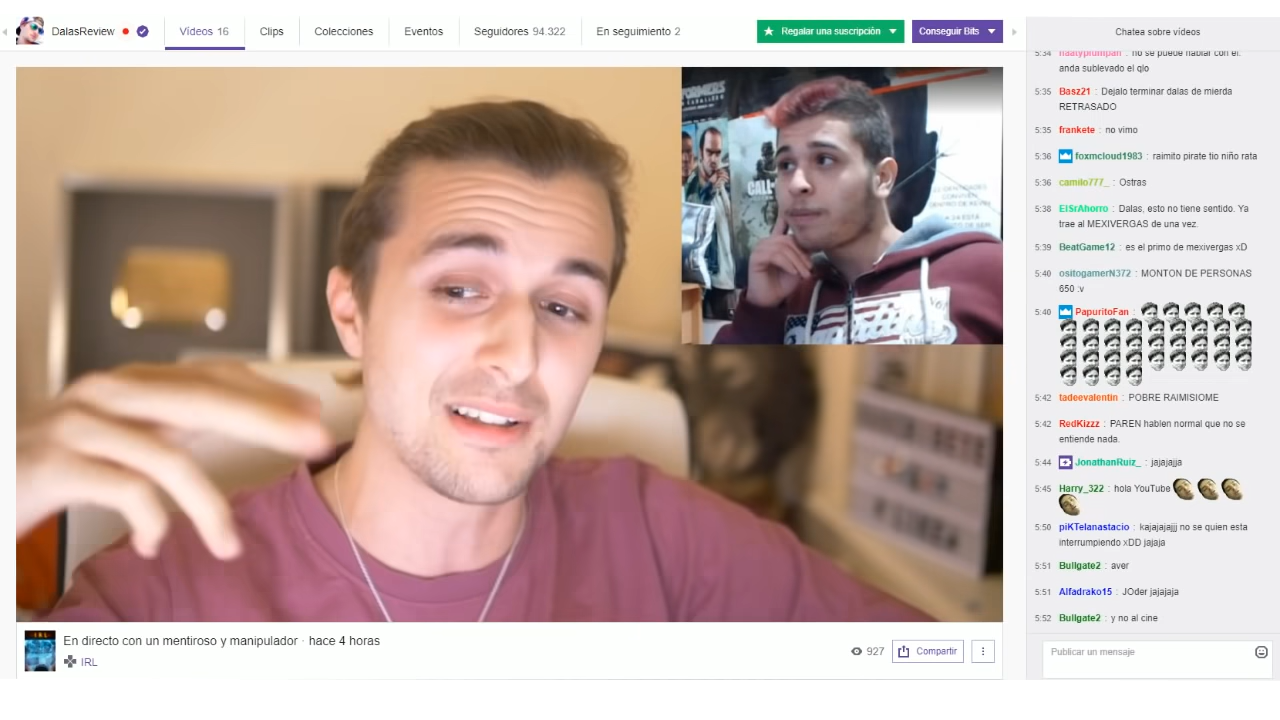 DalasReview
Vídeos 16
Clips
Colecciones
Eventos
Seguidores 94.322
En seguimiento 2
Regalar una suscripción
Conseguir Bits
Chatea sobre vídeos
5:34 naatyplumpan : no se puede hablar con el.
anda sublevado el qlo
5:35 Basz21 : Dejalo terminar dalas de mierda
RETRASADO
5:35 frankete : no vimo
5:36 foxmcloud1983 : raimito pirate tio niño rata
5:36 camilo777_ : Ostras
5:38 ElSrAhorro : Dalas, esto no tiene sentido. Ya
trae al MEXIVERGAS de una vez.
5:39 BeatGame12 : es el primo de mexivergas xD
5:40 ositogamerN372 : MONTON DE PERSONAS
650 :v
5:40 PapuritoFan :
5:42 tadeevalentin : POBRE RAIMISIOME
5:42 RedKizzz : PAREN hablen normal que no se
entiende nada.
5:44 JonathanRuiz_ : jajajajja
5:45 Harry_322 : hola YouTube
5:50 piKTelanastacio : kajajajajjj no se quien esta
interrumpiendo xDD jajaja
5:51 Bullgate2 : aver
5:51 Alfadrako15 : JOder jajajaja
5:52 Bullgate2 : y no al cine
Publicar un mensaje
CALL
En directo con un mentiroso y manipulador · hace 4 horas
IRL
927
Compartir